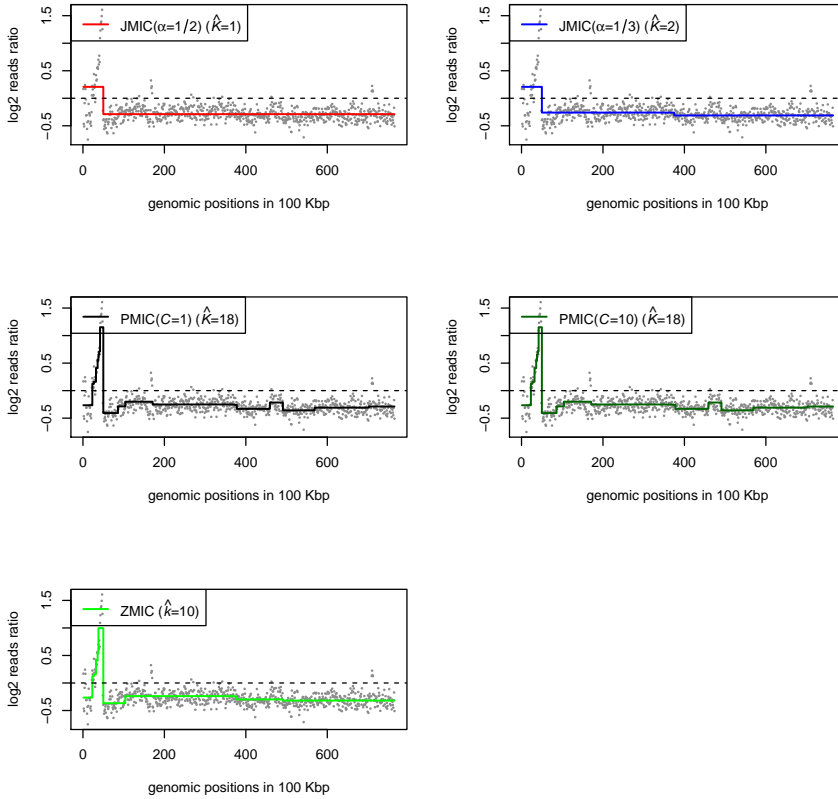 JMIC(α=1/2) (K̂=1)
1.5
0.5
−0.5
log2 reads ratio
0 200 400 600
genomic positions in 100 Kbp
JMIC(α=1/3) (K̂=2)
1.5
0.5
−0.5
log2 reads ratio
0 200 400 600
genomic positions in 100 Kbp
PMIC(C=1) (K̂=18)
1.5
0.5
−0.5
log2 reads ratio
0 200 400 600
genomic positions in 100 Kbp
PMIC(C=10) (K̂=18)
1.5
0.5
−0.5
log2 reads ratio
0 200 400 600
genomic positions in 100 Kbp
ZMIC (k̂=10)
1.5
0.5
−0.5
log2 reads ratio
0 200 400 600
genomic positions in 100 Kbp